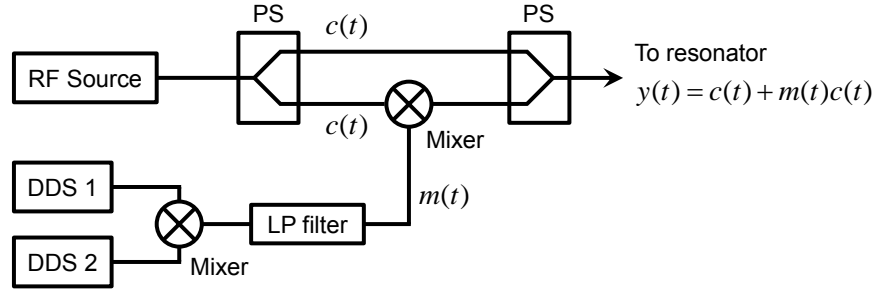 PS
c(t)
PS
RF Source
To resonator
y(t) = c(t) + m(t)c(t)
c(t)
Mixer
DDS 1
m(t)
LP filter
DDS 2
Mixer